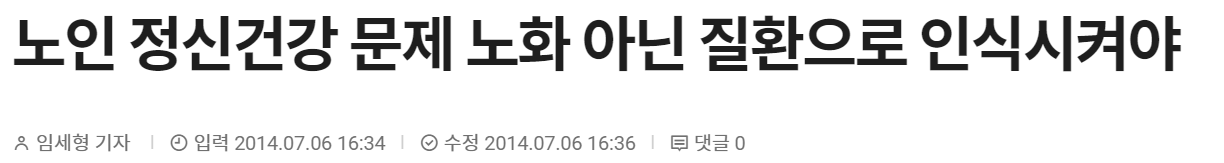 노인 정신건강 문제 노화 아닌 질환으로 인식시켜야
임세형 기자 | 입력 2014.07.06 16:34 | 수정 2014.07.06 16:36 | 댓글 0